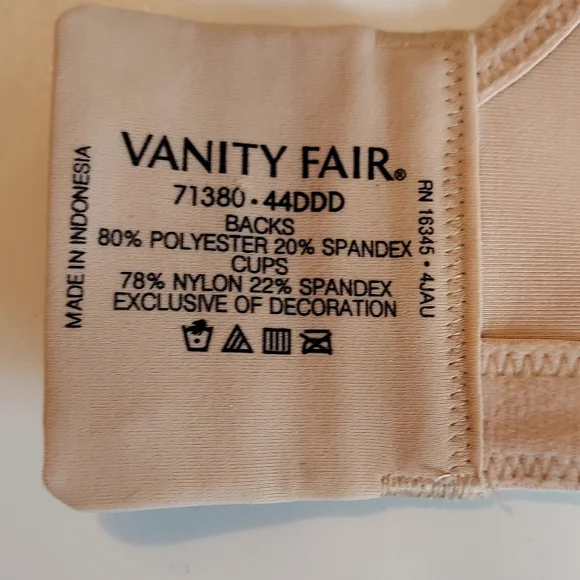 VANITY FAIR®
71380 • 44DDD
BACKS
80% POLYESTER 20% SPANDEX
CUPS
78% NYLON 22% SPANDEX
EXCLUSIVE OF DECORATION
MADE IN INDONESIA
RN 16345 • 4JAU